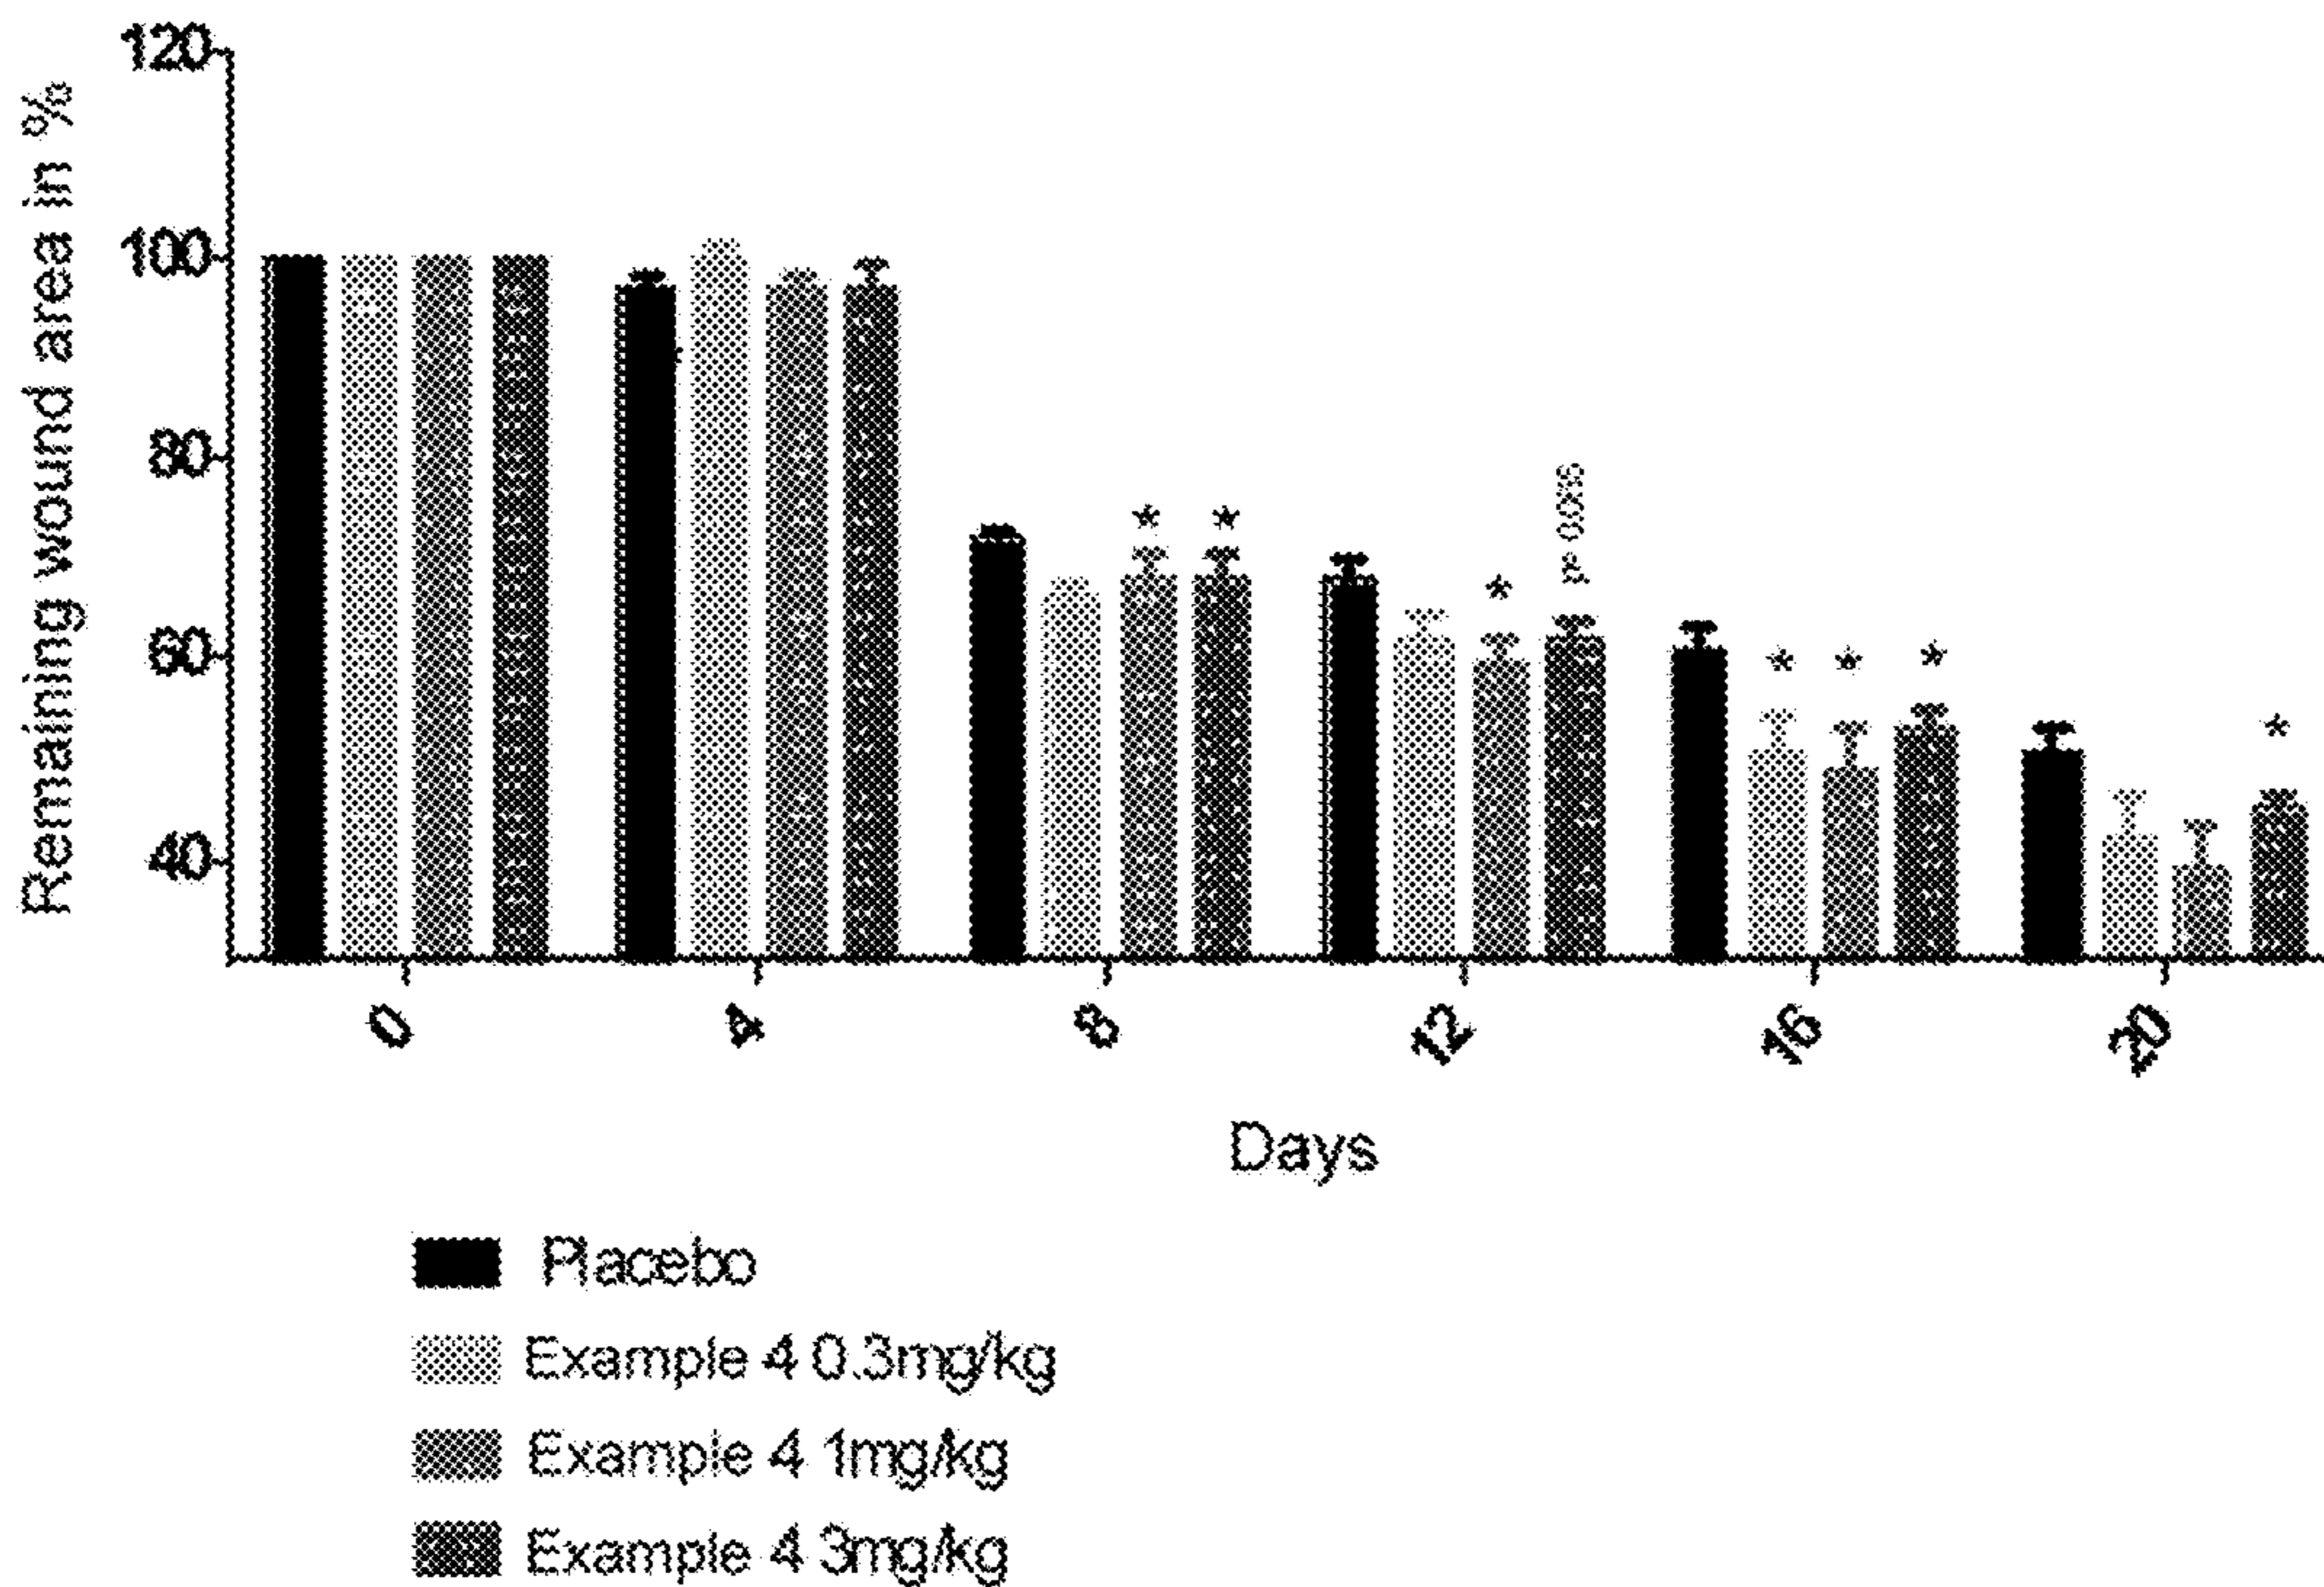 Remaining wound area in %
120
100
80
60
40
* *
*
* * *
*
0 4 8 12 16 20
Days
Placebo
Example 4 0.3mg/kg
Example 4 1mg/kg
Example 4 3mg/kg